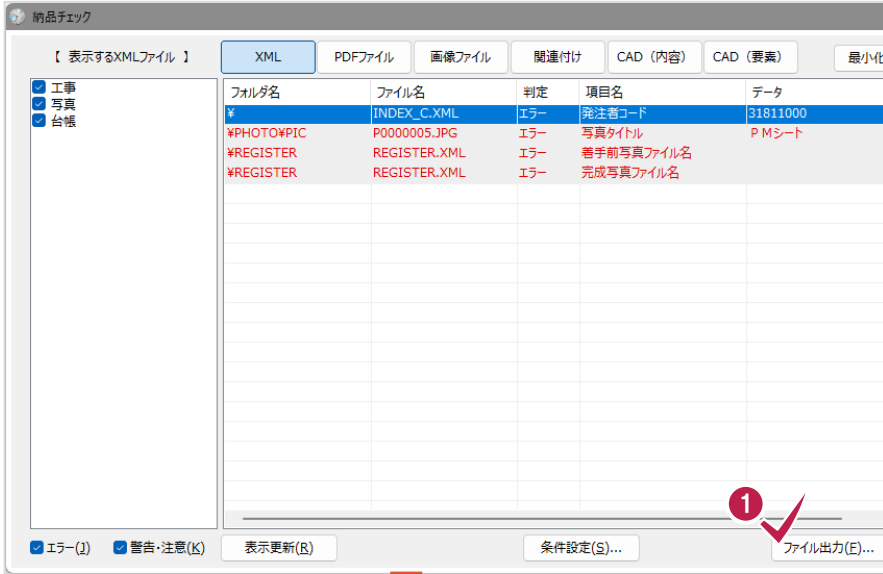 納品チェック
【 表示するXMLファイル 】
XML
PDFファイル
画像ファイル
関連付け
CAD（内容）
CAD（要素）
最小化
工事
写真
台帳
フォルダ名 ファイル名 判定 項目名 データ
¥ INDEX_C.XML エラー 発注者コード 31811000
¥PHOTO¥PIC P0000005.JPG エラー 写真タイトル ＰＭシート
¥REGISTER REGISTER.XML エラー 着手前写真ファイル名
¥REGISTER REGISTER.XML エラー 完成写真ファイル名
1
エラー(J)
警告・注意(K)
表示更新(R)
条件設定(S)...
ファイル出力(F)...